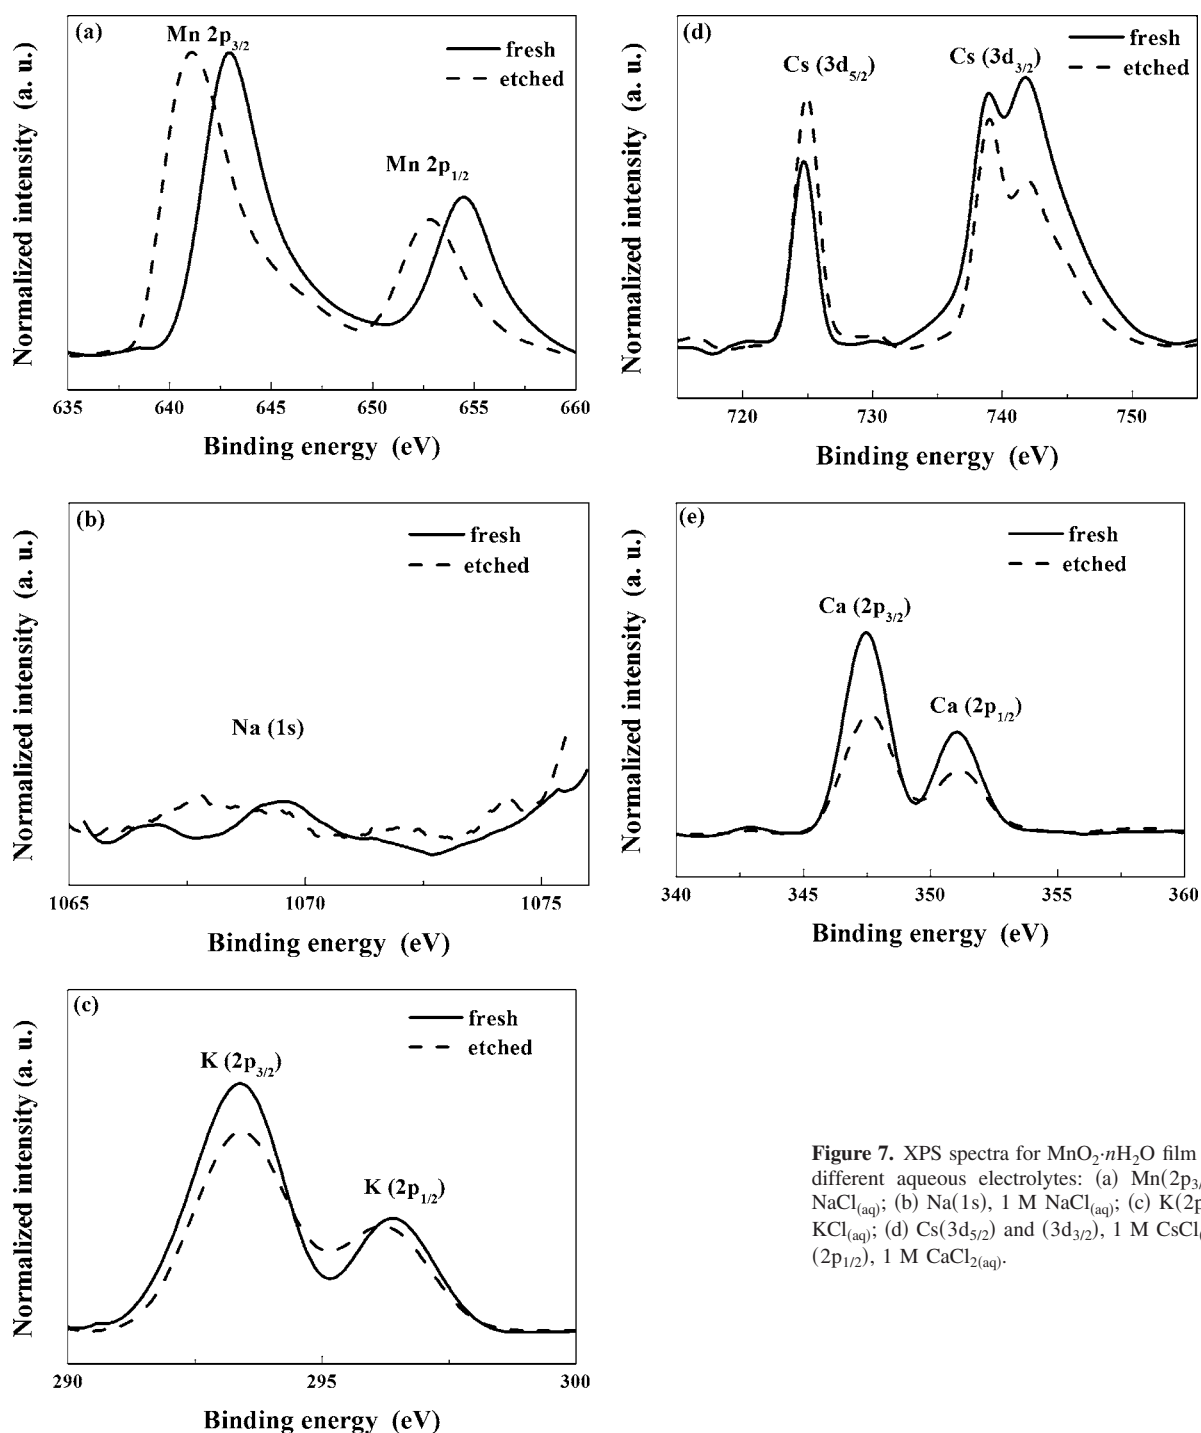 (a)
Mn 2p3/2
fresh
etched
Mn 2p1/2
Normalized intensity (a. u.)
635 640 645 650 655 660
Binding energy (eV)
(d)
fresh
etched
Cs (3d5/2)
Cs (3d3/2)
Normalized intensity (a. u.)
720 730 740 750
Binding energy (eV)
(b)
fresh
etched
Na (1s)
Normalized intensity (a. u.)
1065 1070 1075
Binding energy (eV)
(e)
fresh
etched
Ca (2p3/2)
Ca (2p1/2)
Normalized intensity (a. u.)
340 345 350 355 360
Binding energy (eV)
(c)
fresh
etched
K (2p3/2)
K (2p1/2)
Normalized intensity (a. u.)
290 295 300
Binding energy (eV)
Figure 7. XPS spectra for MnO2·nH2O film
different aqueous electrolytes: (a) Mn(2p3/
NaCl(aq); (b) Na(1s), 1 M NaCl(aq); (c) K(2p
KCl(aq); (d) Cs(3d5/2) and (3d3/2), 1 M CsCl(
(2p1/2), 1 M CaCl2(aq).